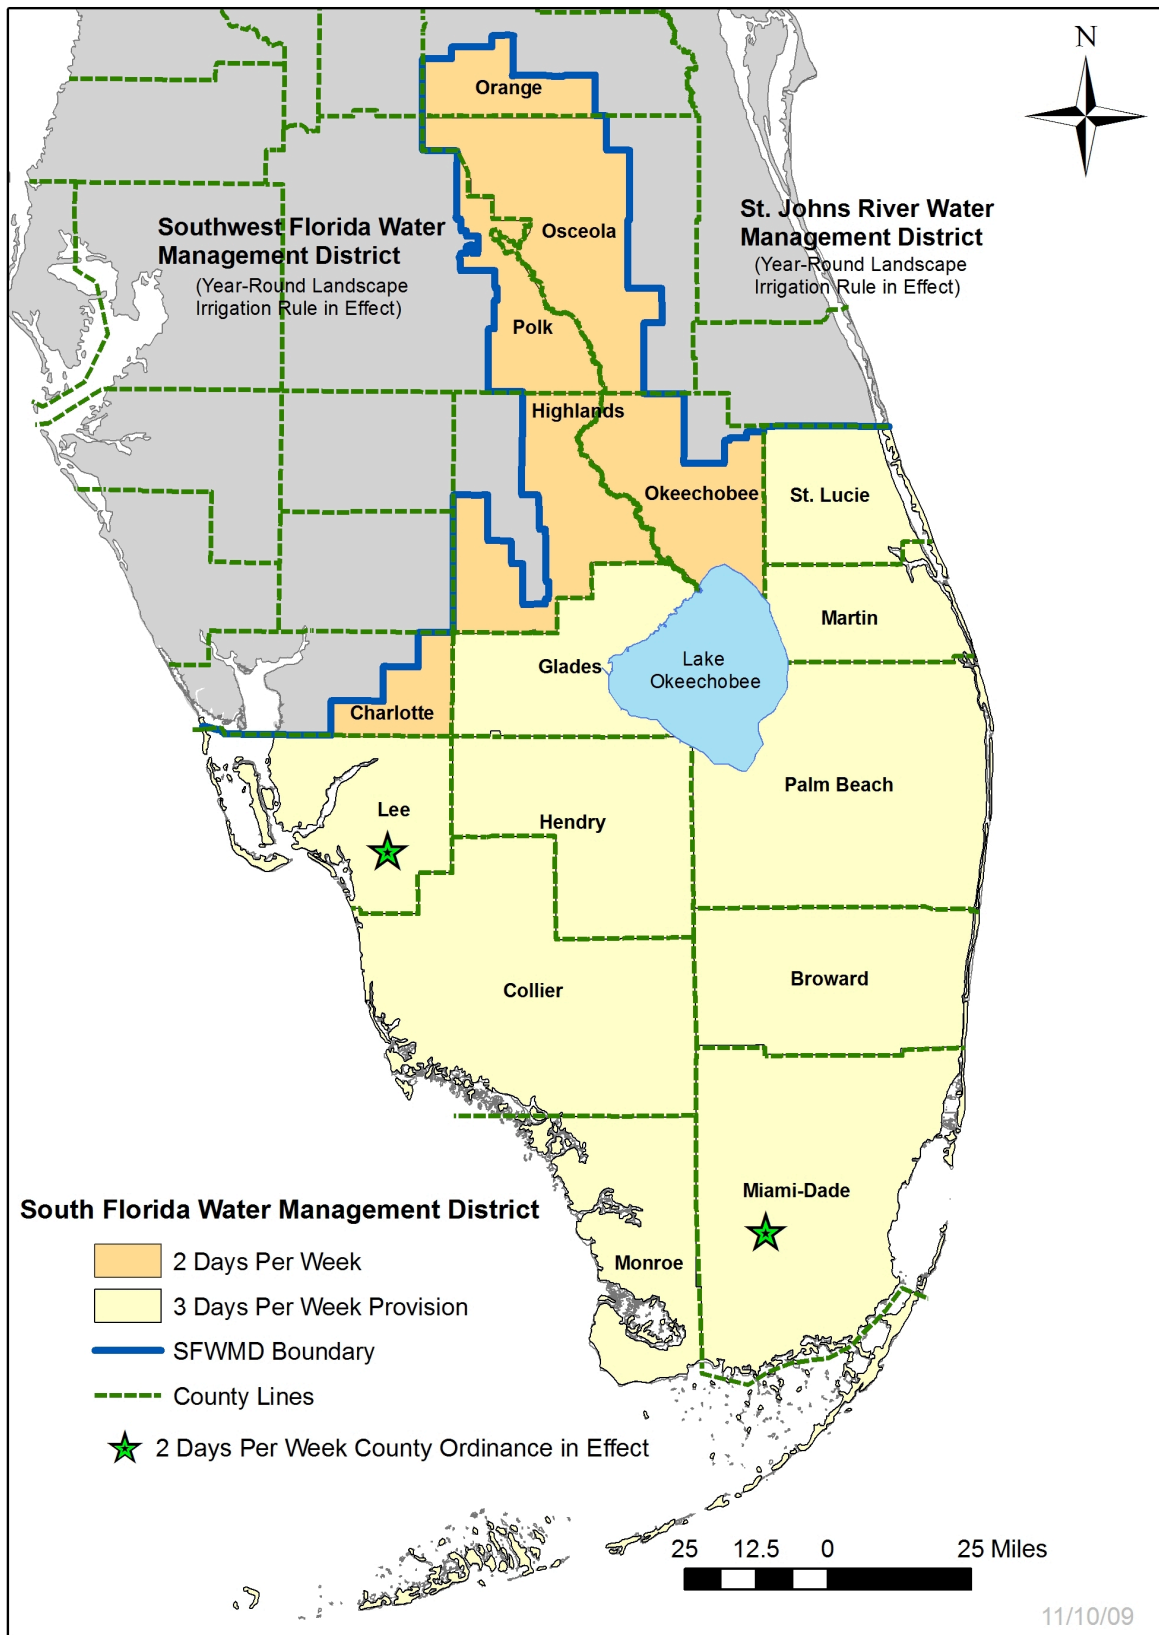 N
Orange
St. Johns River Water
Management District
(Year-Round Landscape
Irrigation Rule in Effect)
Southwest Florida Water
Management District
(Year-Round Landscape
Irrigation Rule in Effect)
Osceola
Polk
Highlands
Okeechobee
St. Lucie
Martin
Glades
Lake
Okeechobee
Charlotte
Palm Beach
Lee
Hendry
Broward
Collier
Miami-Dade
Monroe
South Florida Water Management District
2 Days Per Week
3 Days Per Week Provision
SFWMD Boundary
County Lines
2 Days Per Week County Ordinance in Effect
25 12.5 0 25 Miles
11/10/09